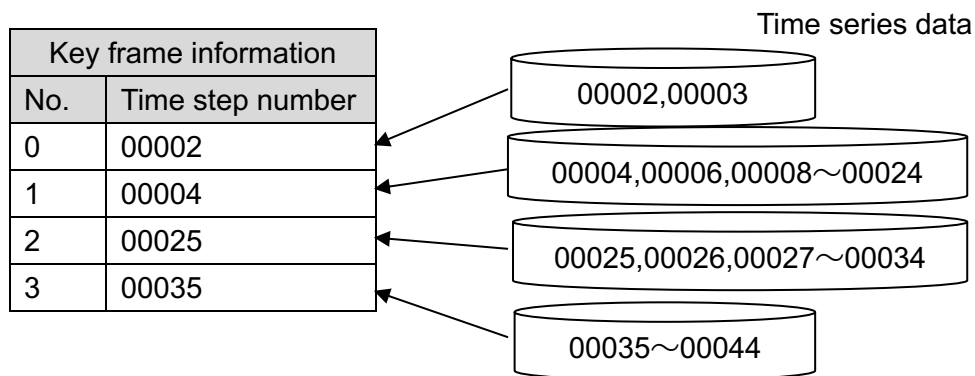 Time series data
Key frame information
No. Time step number
0 00002
1 00004
2 00025
3 00035
00002,00003
00004,00006,00008～00024
00025,00026,00027～00034
00035～00044